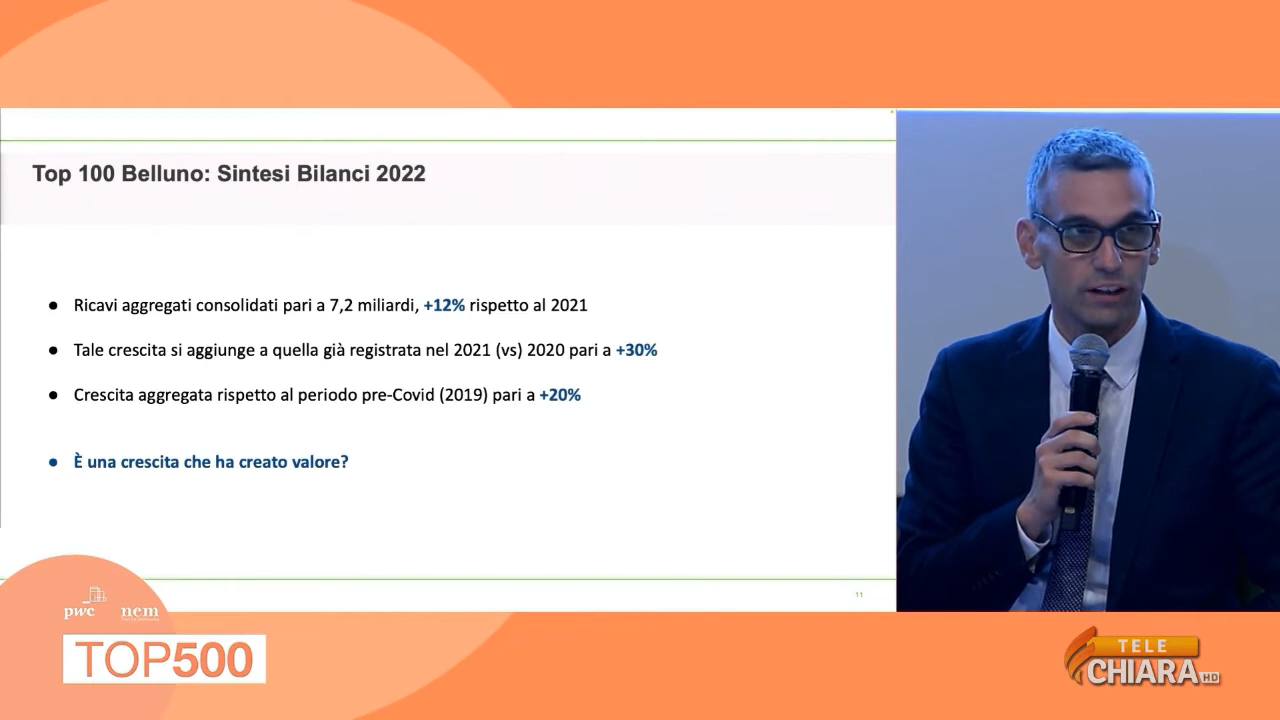 Top 100 Belluno: Sintesi Bilanci 2022
● Ricavi aggregati consolidati pari a 7,2 miliardi, +12% rispetto al 2021
● Tale crescita si aggiunge a quella già registrata nel 2021 (vs) 2020 pari a +30%
● Crescita aggregata rispetto al periodo pre-Covid (2019) pari a +20%
● È una crescita che ha creato valore?
11
pwc nem
TOP500
TELE
CHIARA HD